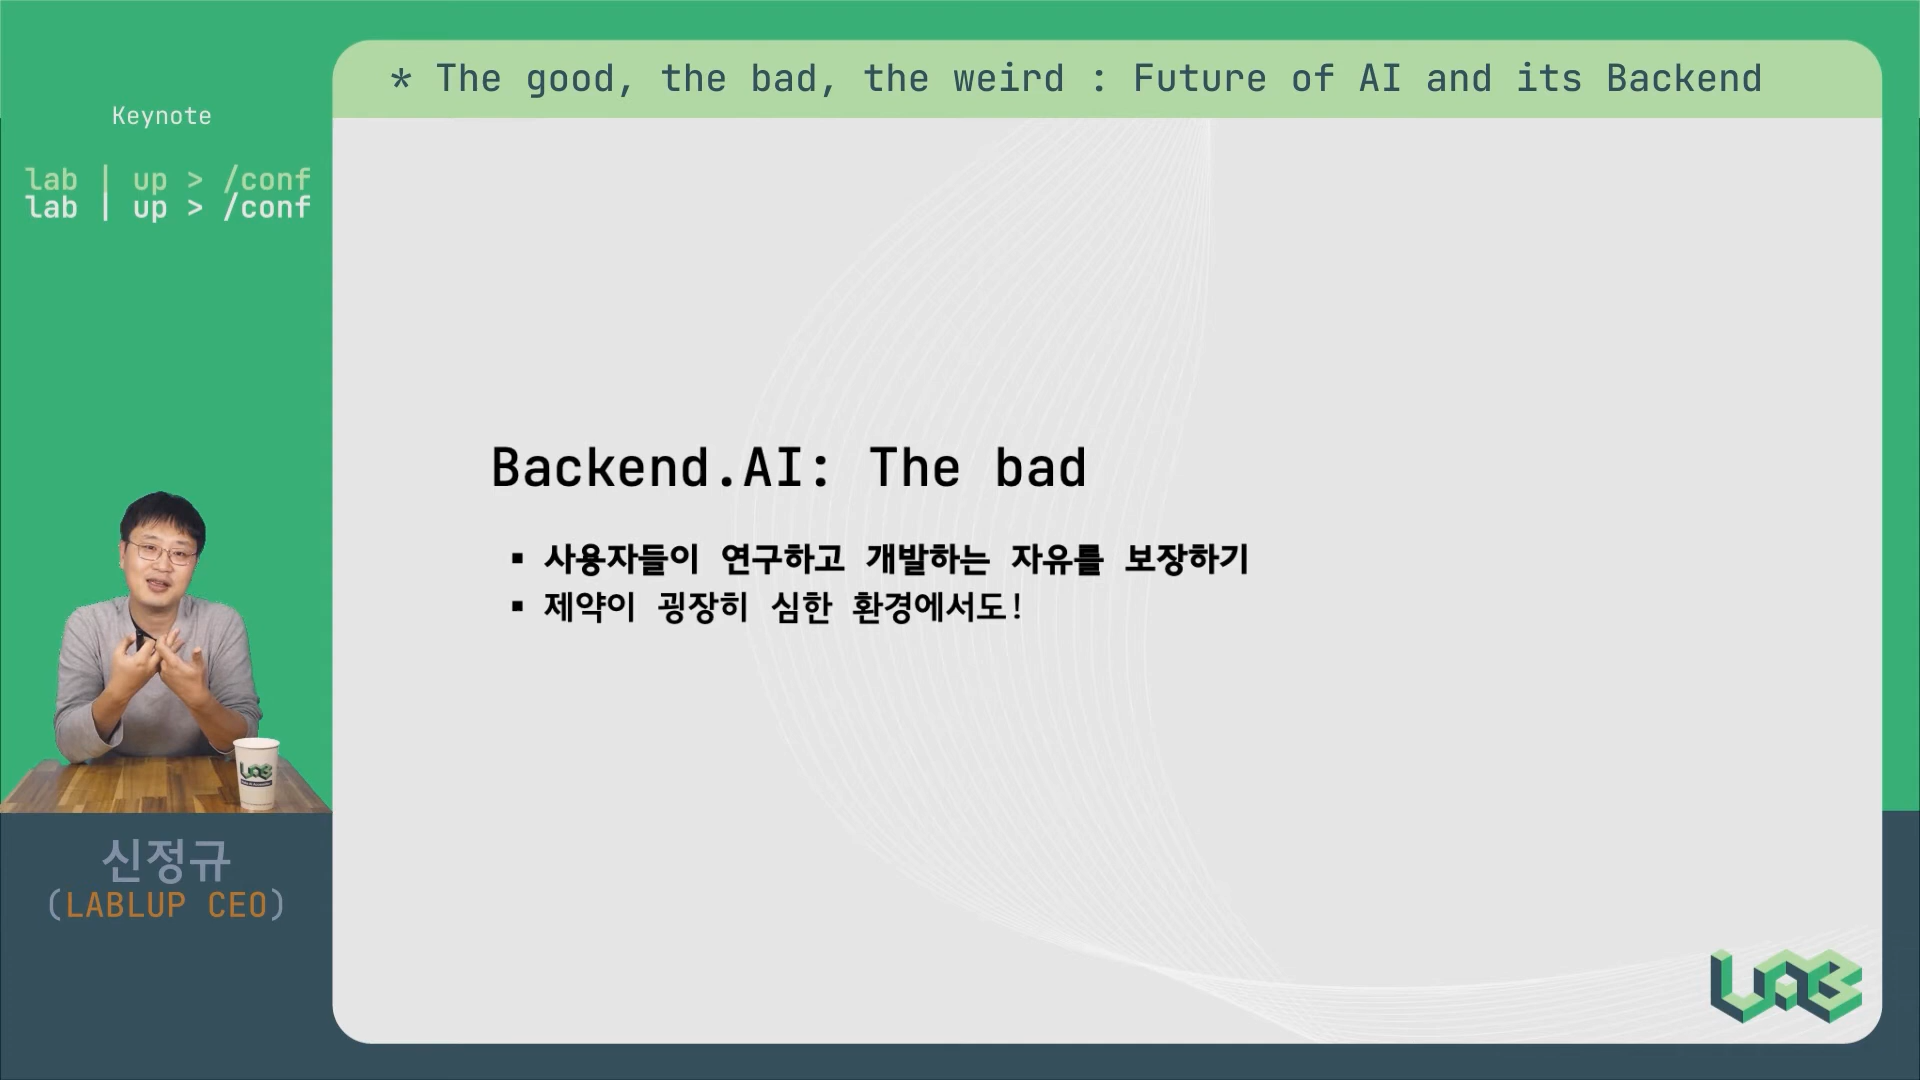 * The good, the bad, the weird : Future of AI and its Backend
Keynote
lab | up > /conf
lab | up > /conf
Backend.AI: The bad
▪ 사용자들이 연구하고 개발하는 자유를 보장하기
▪ 제약이 굉장히 심한 환경에서도!
LAB
신정규
(LABLUP CEO)
LAB